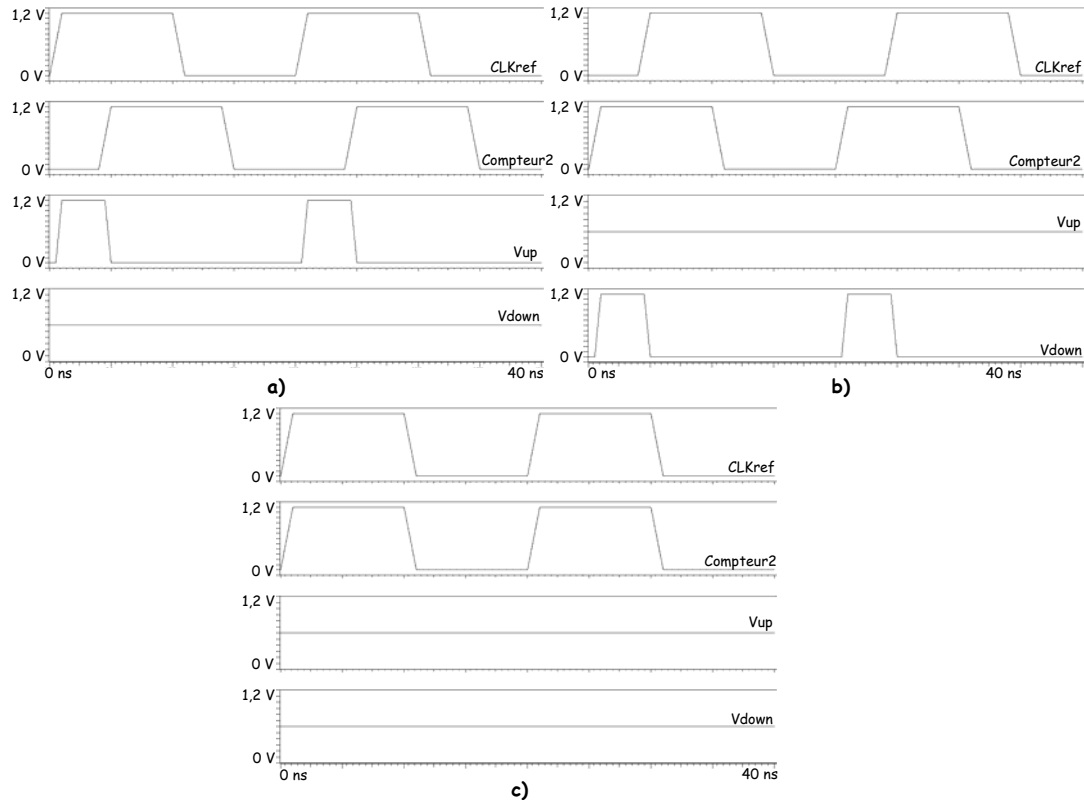 1,2 V
0 V
CLKref
1,2 V
0 V
Compteur2
1,2 V
0 V
Vup
1,2 V
0 V
Vdown
0 ns
40 ns
a)
1,2 V
0 V
CLKref
1,2 V
0 V
Compteur2
1,2 V
0 V
Vup
1,2 V
0 V
Vdown
0 ns
40 ns
b)
1,2 V
0 V
CLKref
1,2 V
0 V
Compteur2
1,2 V
0 V
Vup
1,2 V
0 V
Vdown
0 ns
40 ns
c)